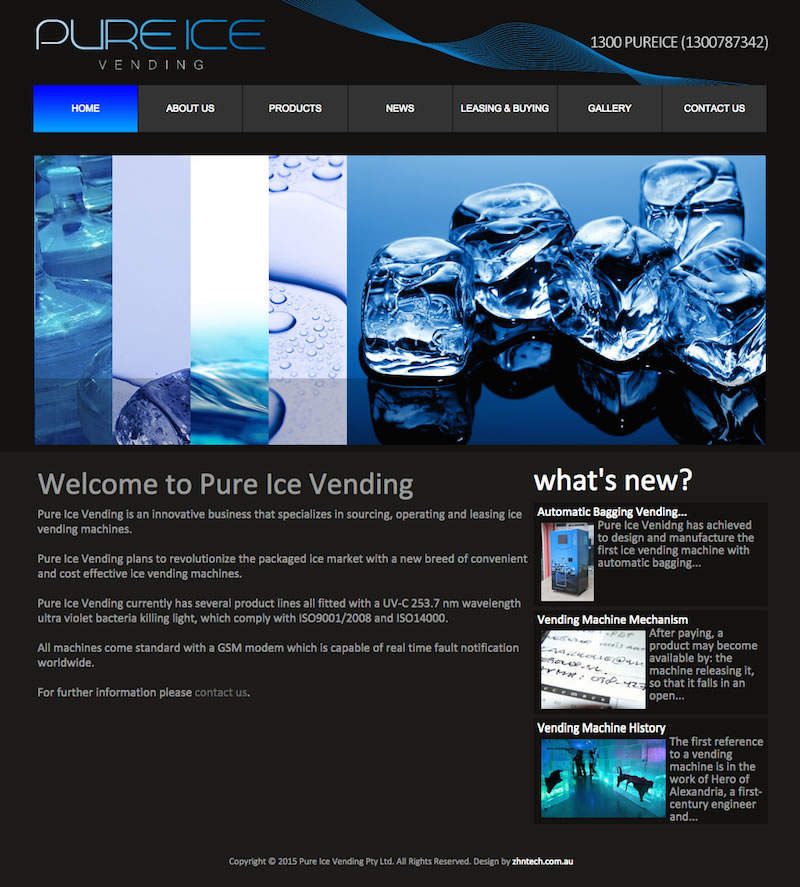 PURE ICE
VENDING
1300 PUREICE (1300787342)
HOME
ABOUT US
PRODUCTS
NEWS
LEASING & BUYING
GALLERY
CONTACT US
Welcome to Pure Ice Vending
Pure Ice Vending is an innovative business that specializes in sourcing, operating and leasing ice
vending machines.
Pure Ice Vending plans to revolutionize the packaged ice market with a new breed of convenient
and cost effective ice vending machines.
Pure Ice Vending currently has several product lines all fitted with a UV-C 253.7 nm wavelength
ultra violet bacteria killing light, which comply with ISO9001/2008 and ISO14000.
All machines come standard with a GSM modem which is capable of real time fault notification
worldwide.
For further information please contact us.
what's new?
Automatic Bagging Vending...
Pure Ice Venidng has achieved
to design and manufacture the
first ice vending machine with
automatic bagging...
Vending Machine Mechanism
After paying, a
product may become
available by: the
machine releasing it,
so that it falls in an
open...
Vending Machine History
The first reference
to a vending
machine is in the
work of Hero of
Alexandria, a first-
century engineer
and...
Copyright © 2015 Pure Ice Vending Pty Ltd. All Rights Reserved. Design by zhntech.com.au